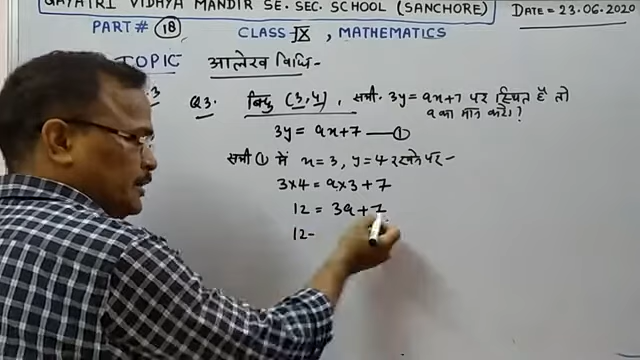 GAYATRI VIDHYA MANDIR SE. SEC. SCHOOL (SANCHORE)
DATE = 23.06.2020
PART # 18
CLASS-IX, MATHEMATICS
TOPIC आलेख विधि-
.3 Q3. बिन्दु (3,4), समी. 3y = ax+7 पर स्थित है तो
a का मान करो?
3y = ax+7 — ①
समी ① में x=3, y=4 रखने पर-
3×4 = a×3+7
12 = 3a+7
12-